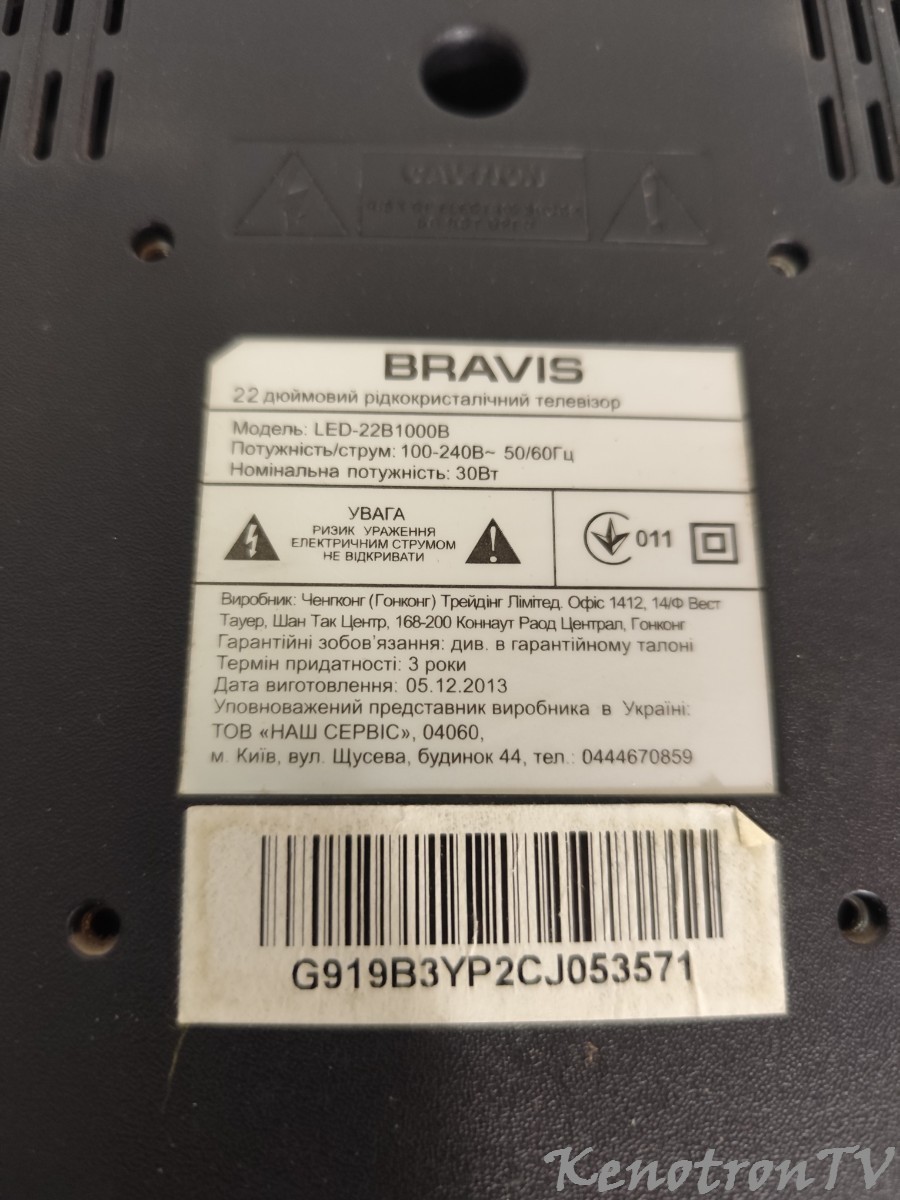 CAUTION
BRAVIS
22 дюймовий рідкокристалічний телевізор
Модель: LED-22B1000B
Потужність/струм: 100-240В~ 50/60Гц
Номінальна потужність: 30Вт
УВАГА
РИЗИК УРАЖЕННЯ
ЕЛЕКТРИЧНИМ СТРУМОМ
НЕ ВІДКРИВАТИ
011
Виробник: Ченгконг (Гонконг) Трейдінг Лімітед. Офіс 1412, 14/Ф Вест
Тауер, Шан Так Центр, 168-200 Коннаут Раод Централ, Гонконг
Гарантійні зобов'язання: див. в гарантійному талоні
Термін придатності: 3 роки
Дата виготовлення: 05.12.2013
Уповноважений представник виробника в Україні:
ТОВ «НАШ СЕРВІС», 04060,
м. Київ, вул. Щусева, будинок 44, тел.: 0444670859
G919B3YP2CJ053571
KenotronTV